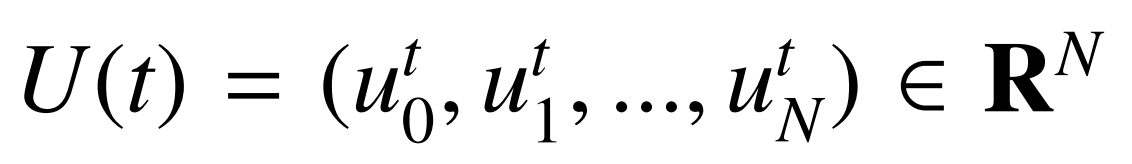 U(t) = (u_0^t, u_1^t, ..., u_N^t) ∈ R^N